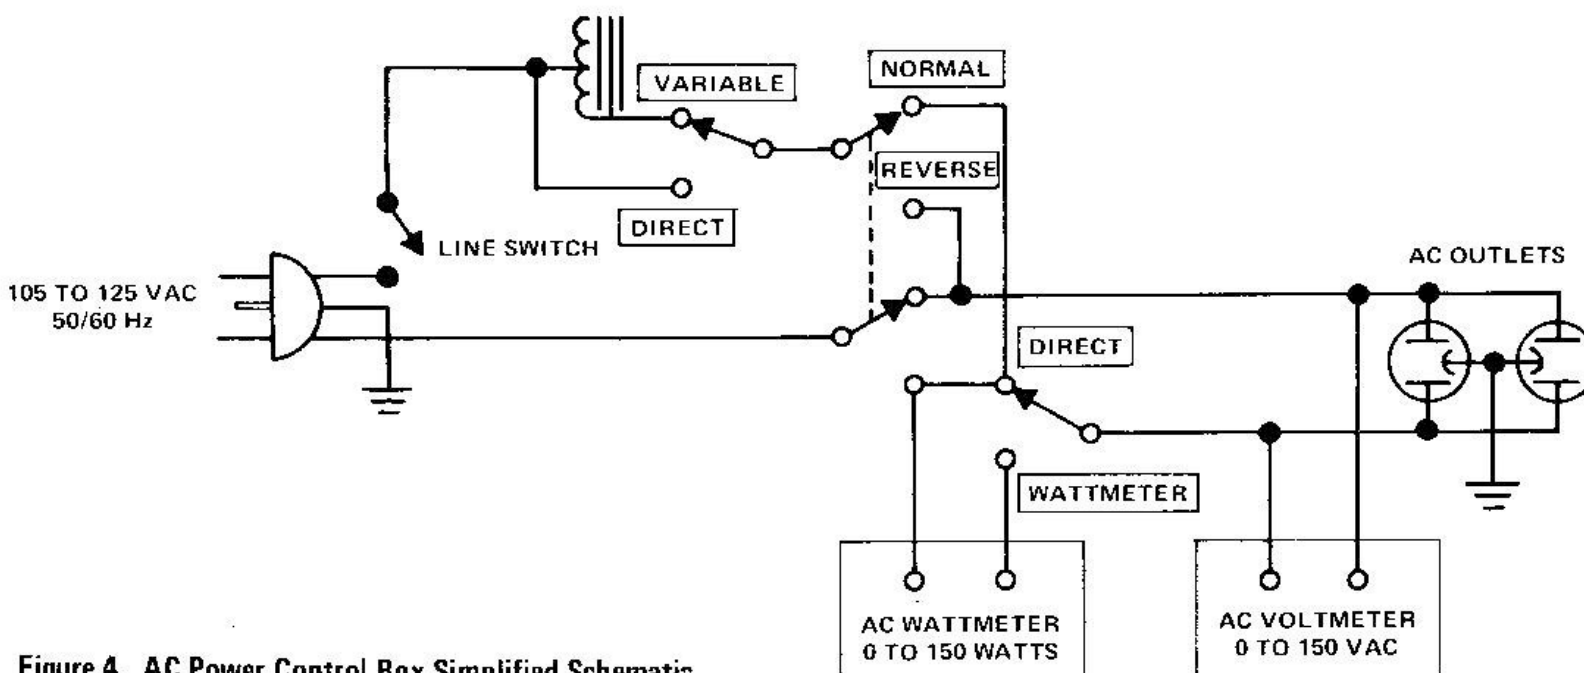 VARIABLE
NORMAL
REVERSE
DIRECT
LINE SWITCH
105 TO 125 VAC
50/60 Hz
AC OUTLETS
DIRECT
WATTMETER
AC WATTMETER
0 TO 150 WATTS
AC VOLTMETER
0 TO 150 VAC
Figure 4 AC Power Control Box Simplified Schematic